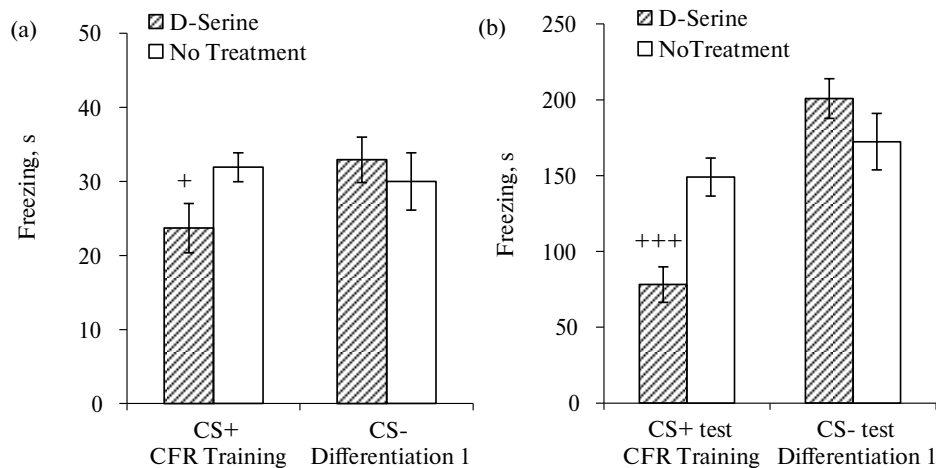 (a)
D-Serine
No Treatment
50
40
30
20
10
0
Freezing, s
+
CS+
CFR Training
CS-
Differentiation 1
(b)
D-Serine
NoTreatment
250
200
150
100
50
0
Freezing, s
+++
CS+ test
CFR Training
CS- test
Differentiation 1